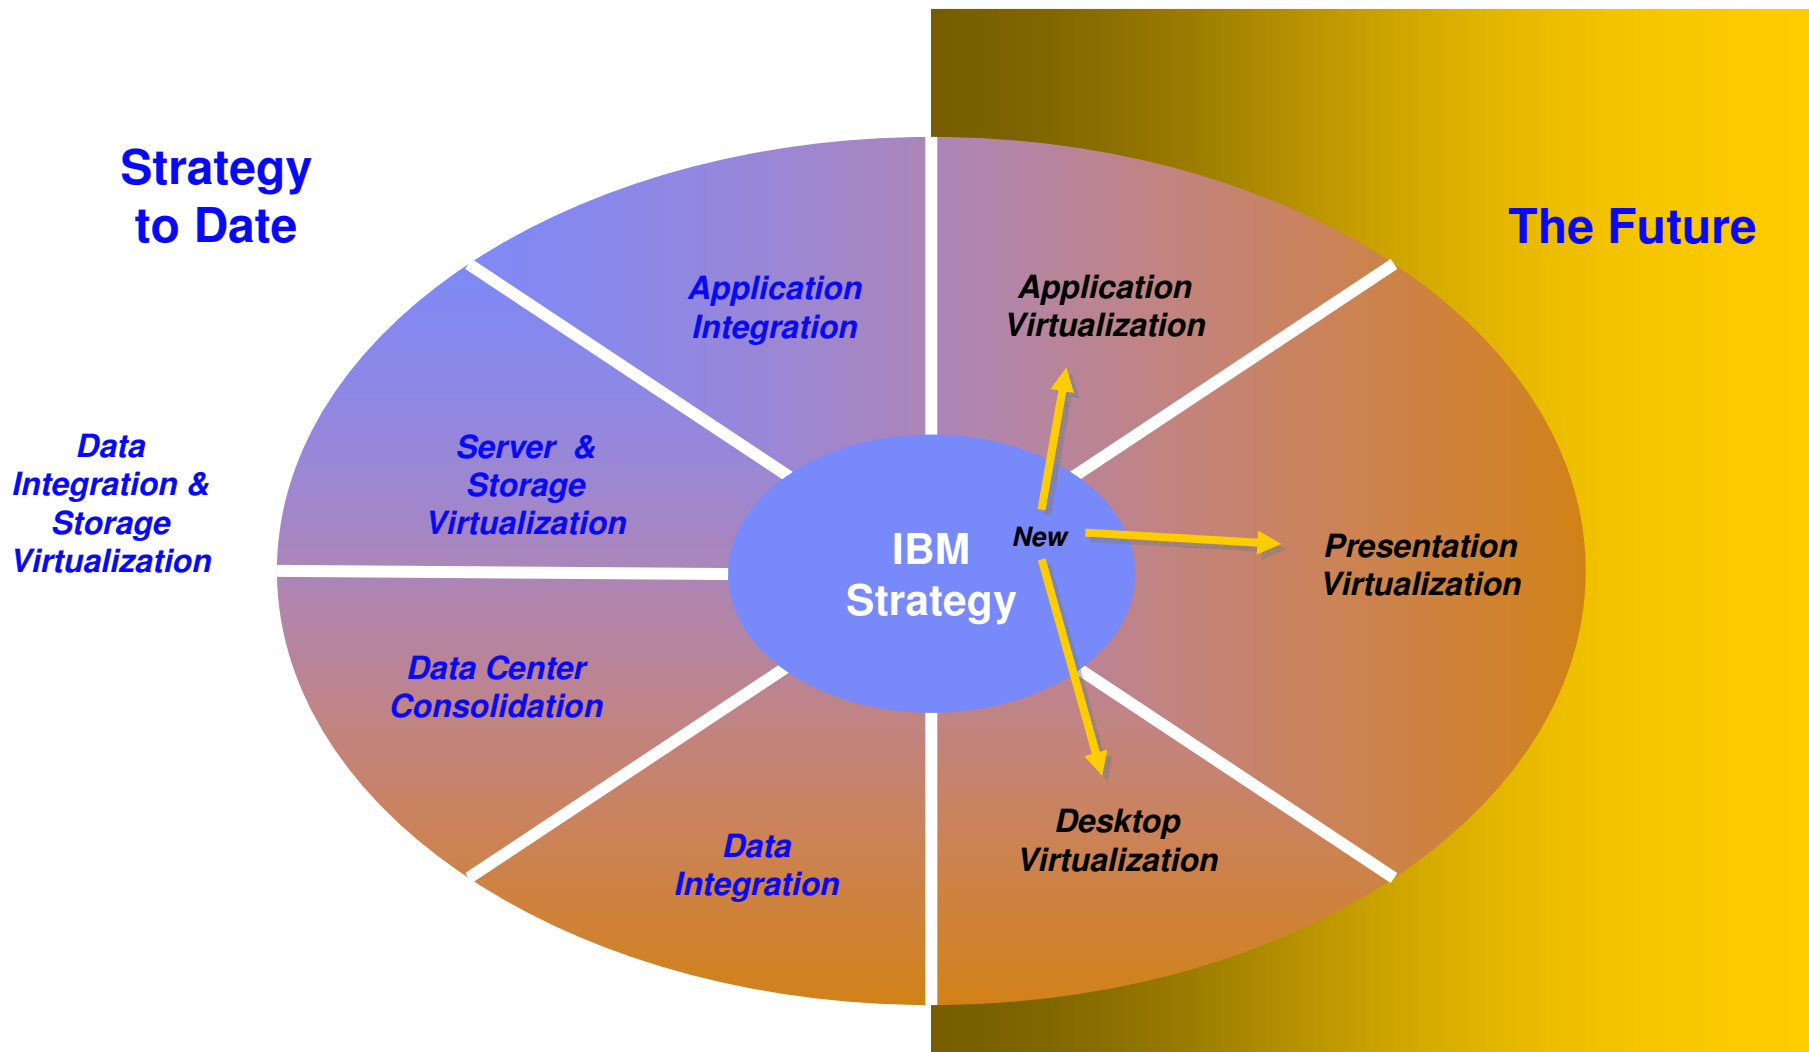 Strategy
to Date
The Future
Application
Integration
Application
Virtualization
Data
Integration &
Storage
Virtualization
Server &
Storage
Virtualization
IBM
Strategy
New
Presentation
Virtualization
Data Center
Consolidation
Data
Integration
Desktop
Virtualization